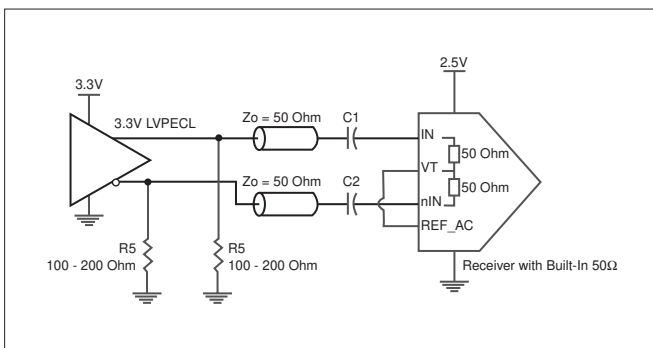 3.3V
3.3V LVPECL
Zo = 50 Ohm
C1
2.5V
IN
50 Ohm
VT
50 Ohm
Zo = 50 Ohm
C2
nIN
REF_AC
R5
100 - 200 Ohm
R5
100 - 200 Ohm
Receiver with Built-In 50Ω